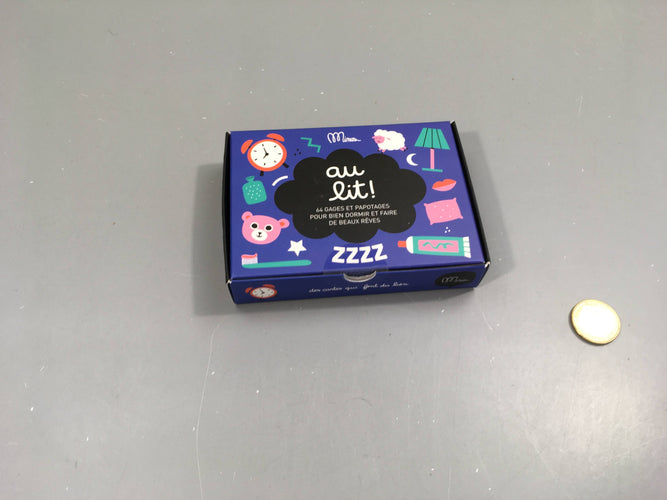 Minus
au
lit!
64 GAGES ET PAPOTAGES
POUR BIEN DORMIR ET FAIRE
DE BEAUX RÊVES
ZZZZ
des cartes qui font du lien